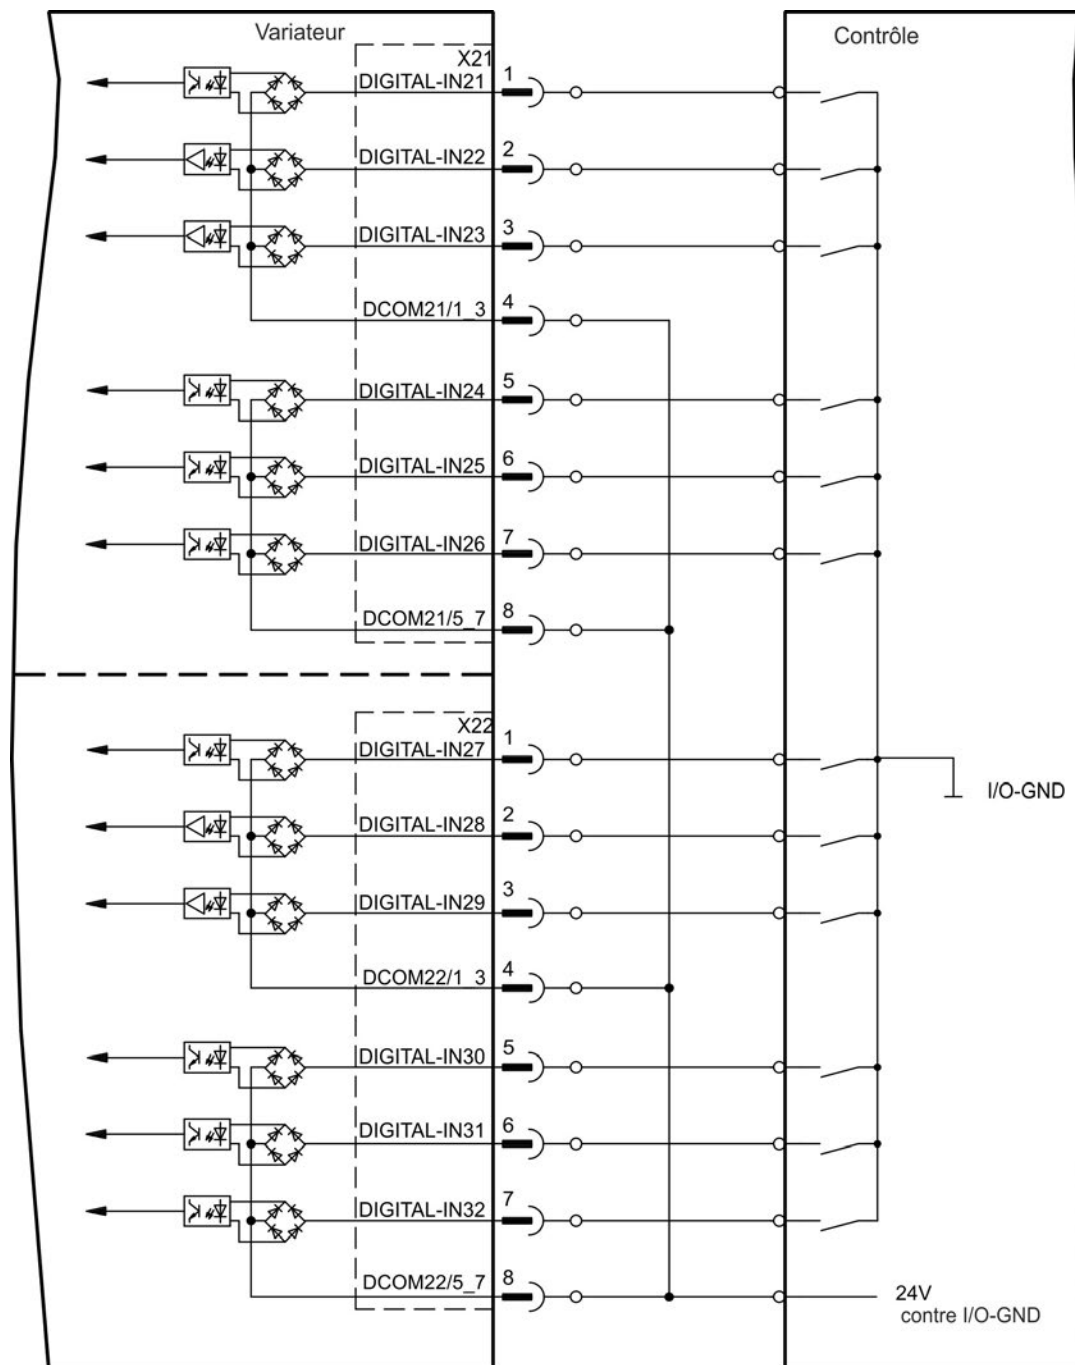 Variateur
Contrôle
X21
DIGITAL-IN21 1
DIGITAL-IN22 2
DIGITAL-IN23 3
DCOM21/1_3 4
DIGITAL-IN24 5
DIGITAL-IN25 6
DIGITAL-IN26 7
DCOM21/5_7 8
X22
DIGITAL-IN27 1
I/O-GND
DIGITAL-IN28 2
DIGITAL-IN29 3
DCOM22/1_3 4
DIGITAL-IN30 5
DIGITAL-IN31 6
DIGITAL-IN32 7
DCOM22/5_7 8
24V
contre I/O-GND